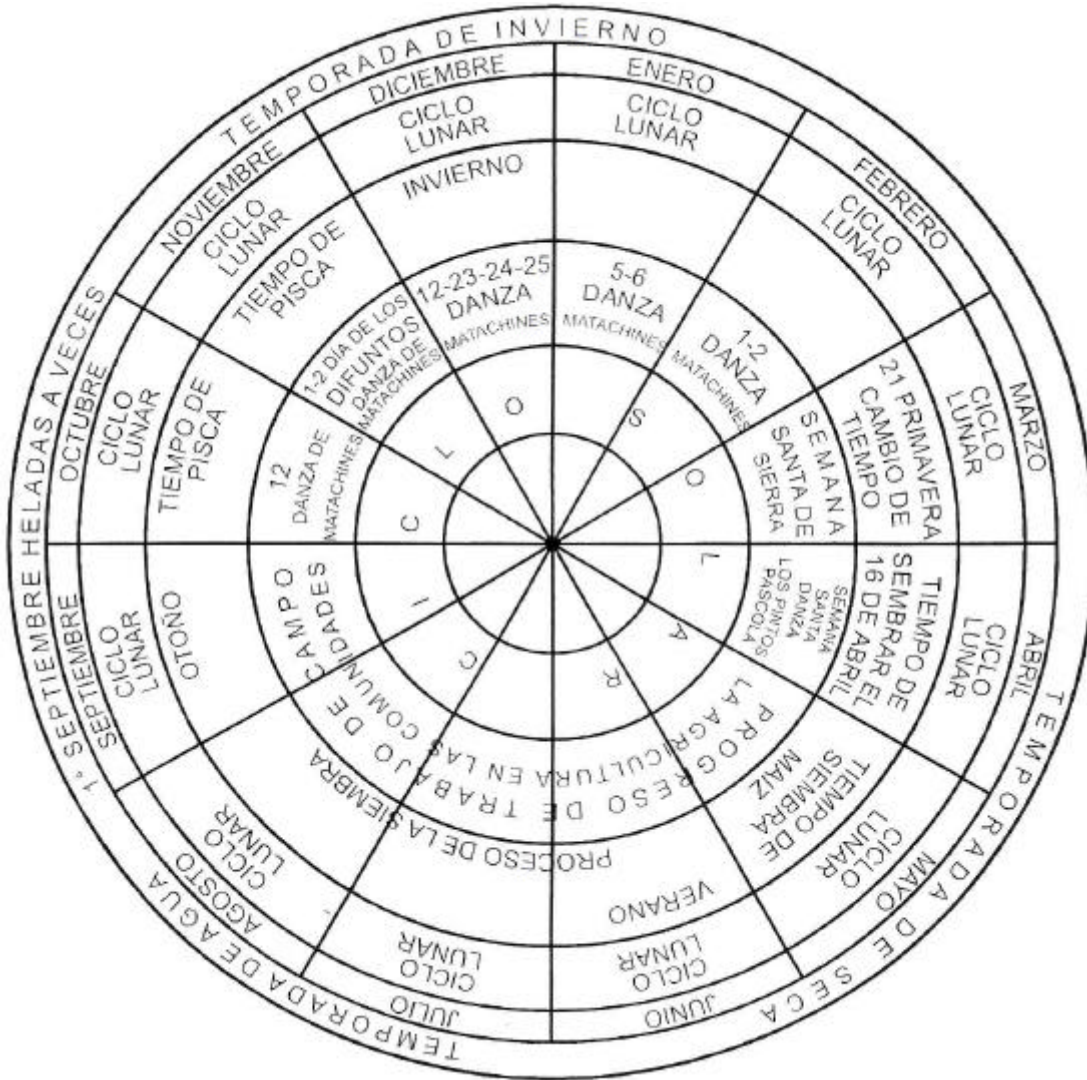 TEMPORADA DE INVIERNO
TEMPORADA DE SECA
TEMPORADA DE AGUA
1ª SEPTIEMBRE HELADAS A VECES
ENERO
CICLO
LUNAR
5-6
DANZA
MATACHINES
FEBRERO
CICLO
LUNAR
1-2
DANZA
MATACHINES
MARZO
CICLO
LUNAR
21 PRIMAVERA
CAMBIO DE
TIEMPO
SEMANA
SANTA DE
SIERRA
ABRIL
CICLO
LUNAR
TIEMPO DE
SEMBRAR EL
16 DE ABRIL
SEMANA
SANTA
DANZA
LOS PINTOS
PASCOLA
MAYO
CICLO
LUNAR
TIEMPO DE
SIEMBRA
MAÍZ
JUNIO
CICLO
LUNAR
VERANO
JULIO
CICLO
LUNAR
AGOSTO
CICLO
LUNAR
PROCESO DE LA SIEMBRA
PROGRESO DE TRABAJO DE CAMPO
LA AGRICULTURA EN LAS COMUNIDADES
SEPTIEMBRE
CICLO
LUNAR
OTOÑO
OCTUBRE
CICLO
LUNAR
TIEMPO DE
PISCA
12
DANZA DE
MATACHINES
NOVIEMBRE
CICLO
LUNAR
TIEMPO DE
PISCA
1-2 DÍA DE LOS
DIFUNTOS
DANZA DE
MATACHINES
DICIEMBRE
CICLO
LUNAR
INVIERNO
12-23-24-25
DANZA
MATACHINES
CICLO SOLAR